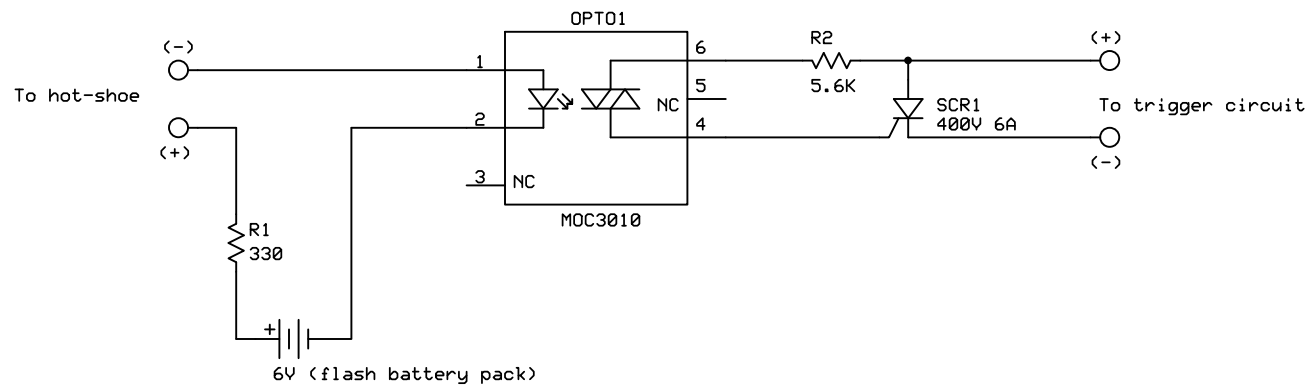 OPTO1
(-)
To hot-shoe
(+)
1
2
3
NC
6
5
NC
4
MOC3010
R2
5.6K
SCR1
400V 6A
(+)
To trigger circuit
(-)
R1
330
+
6V (flash battery pack)